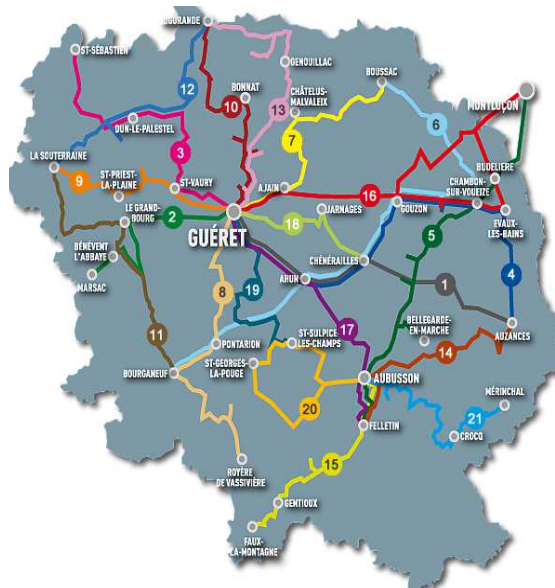 ST-SÉBASTIEN
GENOUILLAC
BOUSSAC
12
BONNAT
10
CHÂTELUS-
MALVALEIX
13
MONTLUÇON
DUN-LE-PALESTEL
7
6
3
LA SOUTERRAINE
ST-PRIEST
LA-PLAINE
9
ST-VAURY
AJAIN
16
BUDELIÈRE
CHAMBON-
SUR-VOUEIZE
LE GRAND-
BOURG
2
GUÉRET
JARNAGES
18
GOUZON
EVAUX-
LES-BAINS
5
BÉNÉVENT
L'ABBAYE
MARSAC
CHÉNÉRAILLES
AHUN
8
19
1
4
11
17
BELLEGARDE-
EN-MARCHE
AUZANCES
PONTARION
ST-SULPICE
LES-CHAMPS
14
ST-GEORGES-
LA-POUGE
BOURGANEUF
AUBUSSON
20
MÉRINCHAL
21
FELLETIN
CROCQ
ROYÈRE
DE VASSIVIÈRE
15
GENTIOUX
FAUX-
LA-MONTAGNE